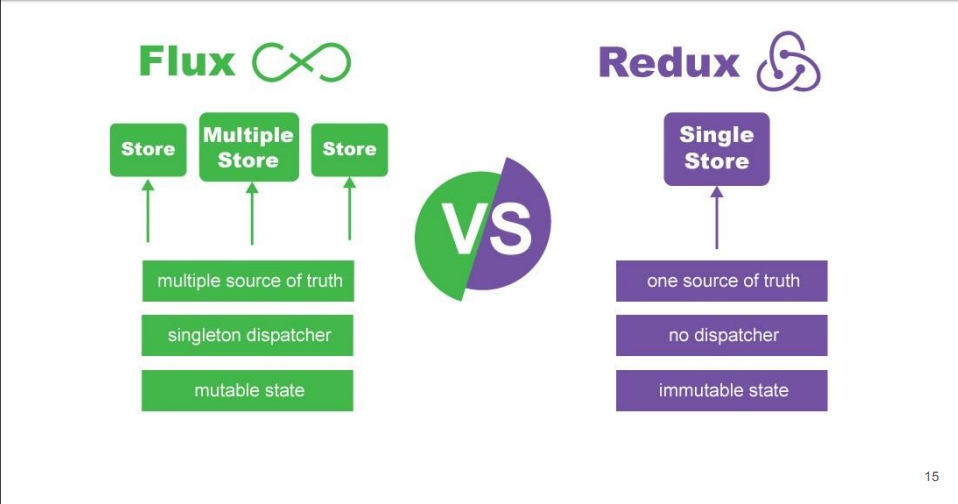 Flux
Redux
Store
Multiple
Store
Store
Single
Store
VS
multiple source of truth
singleton dispatcher
mutable state
one source of truth
no dispatcher
immutable state
15